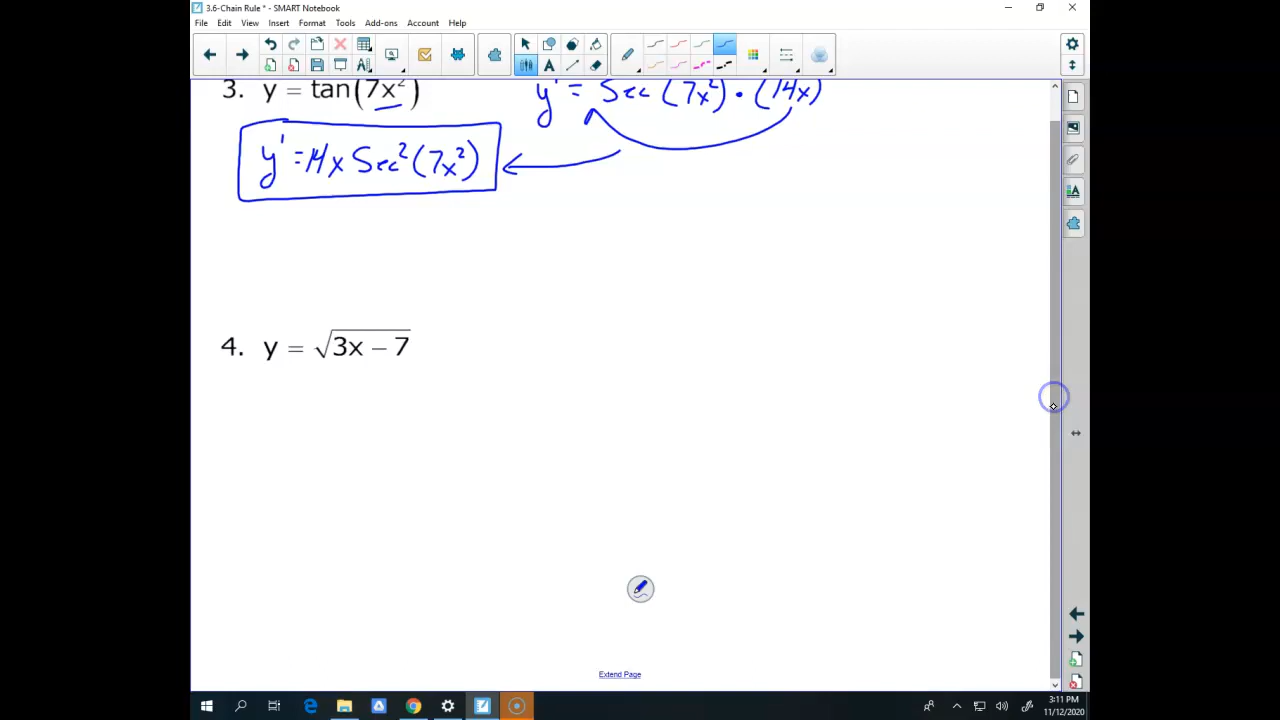 3.6-Chain Rule * - SMART Notebook
File Edit View Insert Format Tools Add-ons Account Help
3. y = tan(7x²) y' = Sec (7x²) • (14x)
y' = 14x Sec²(7x²)
4. y = √3x − 7
Extend Page
3:11 PM
11/12/2020